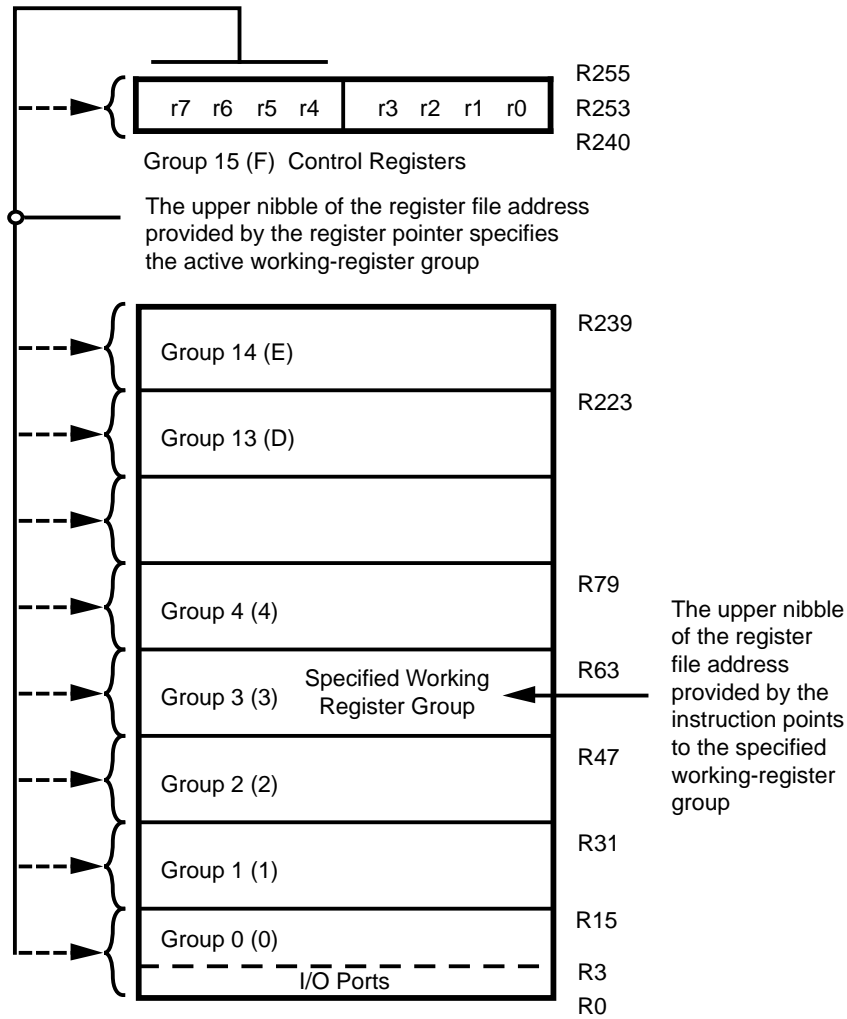 R255
r7 r6 r5 r4 r3 r2 r1 r0
R253
R240
Group 15 (F) Control Registers
The upper nibble of the register file address
provided by the register pointer specifies
the active working-register group
R239
Group 14 (E)
R223
Group 13 (D)
R79
Group 4 (4)
R63
Group 3 (3)
Specified Working
Register Group
The upper nibble
of the register
file address
provided by the
instruction points
to the specified
working-register
group
R47
Group 2 (2)
R31
Group 1 (1)
R15
Group 0 (0)
R3
I/O Ports
R0